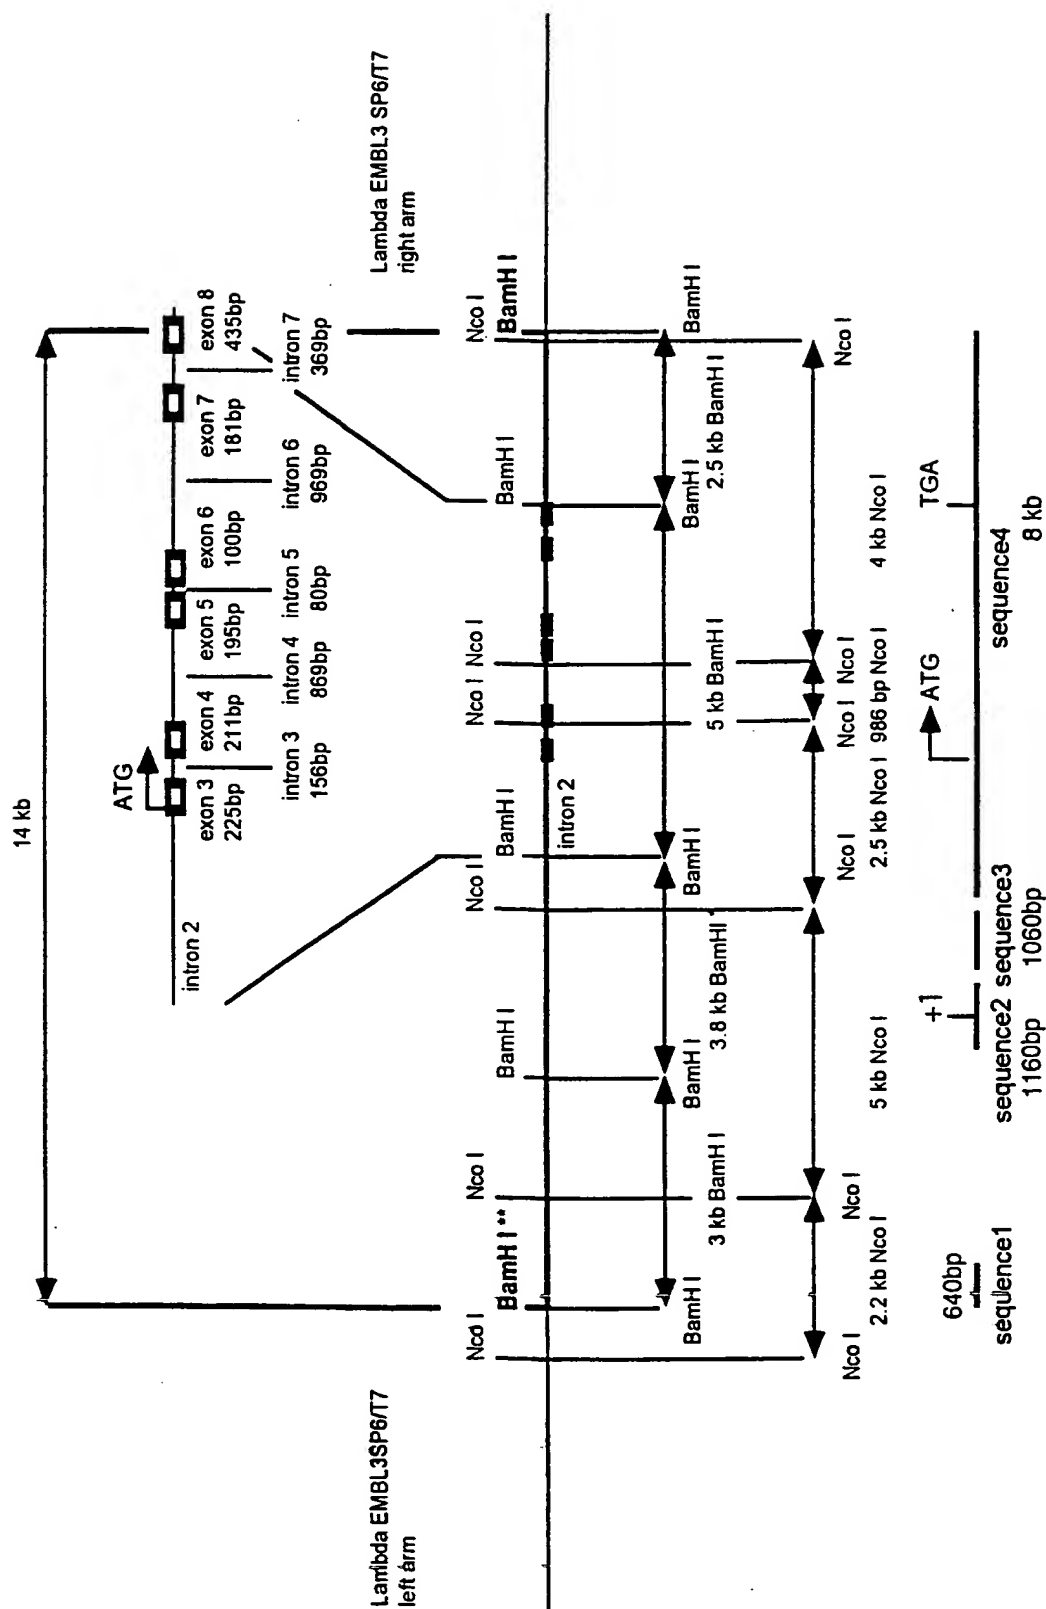 14 kb
ATG
intron 2
exon 3
225bp
exon 4
211bp
exon 5
195bp
exon 6
100bp
exon 7
181bp
exon 8
435bp
intron 3
156bp
intron 4
869bp
intron 5
80bp
intron 6
969bp
intron 7
369bp
Lambda EMBL3SP6/T7
left arm
Lambda EMBL3 SP6/T7
right arm
Nco I
BamH I **
Nco I
BamH I
Nco I
BamH I
Nco I
Nco I
BamH I
Nco I
BamH I
intron 2
BamH I
3 kb BamH I
BamH I
3.8 kb BamHI
BamH I
5 kb BamH I
BamH I
2.5 kb BamH I
BamH I
Nco I
2.2 kb Nco I
Nco I
5 kb Nco I
Nco I
2.5 kb Nco I
Nco I
986 bp Nco I
Nco I
4 kb Nco I
Nco I
640bp
sequence1
+1
sequence2
1160bp
sequence3
1060bp
ATG
TGA
sequence4
8 kb